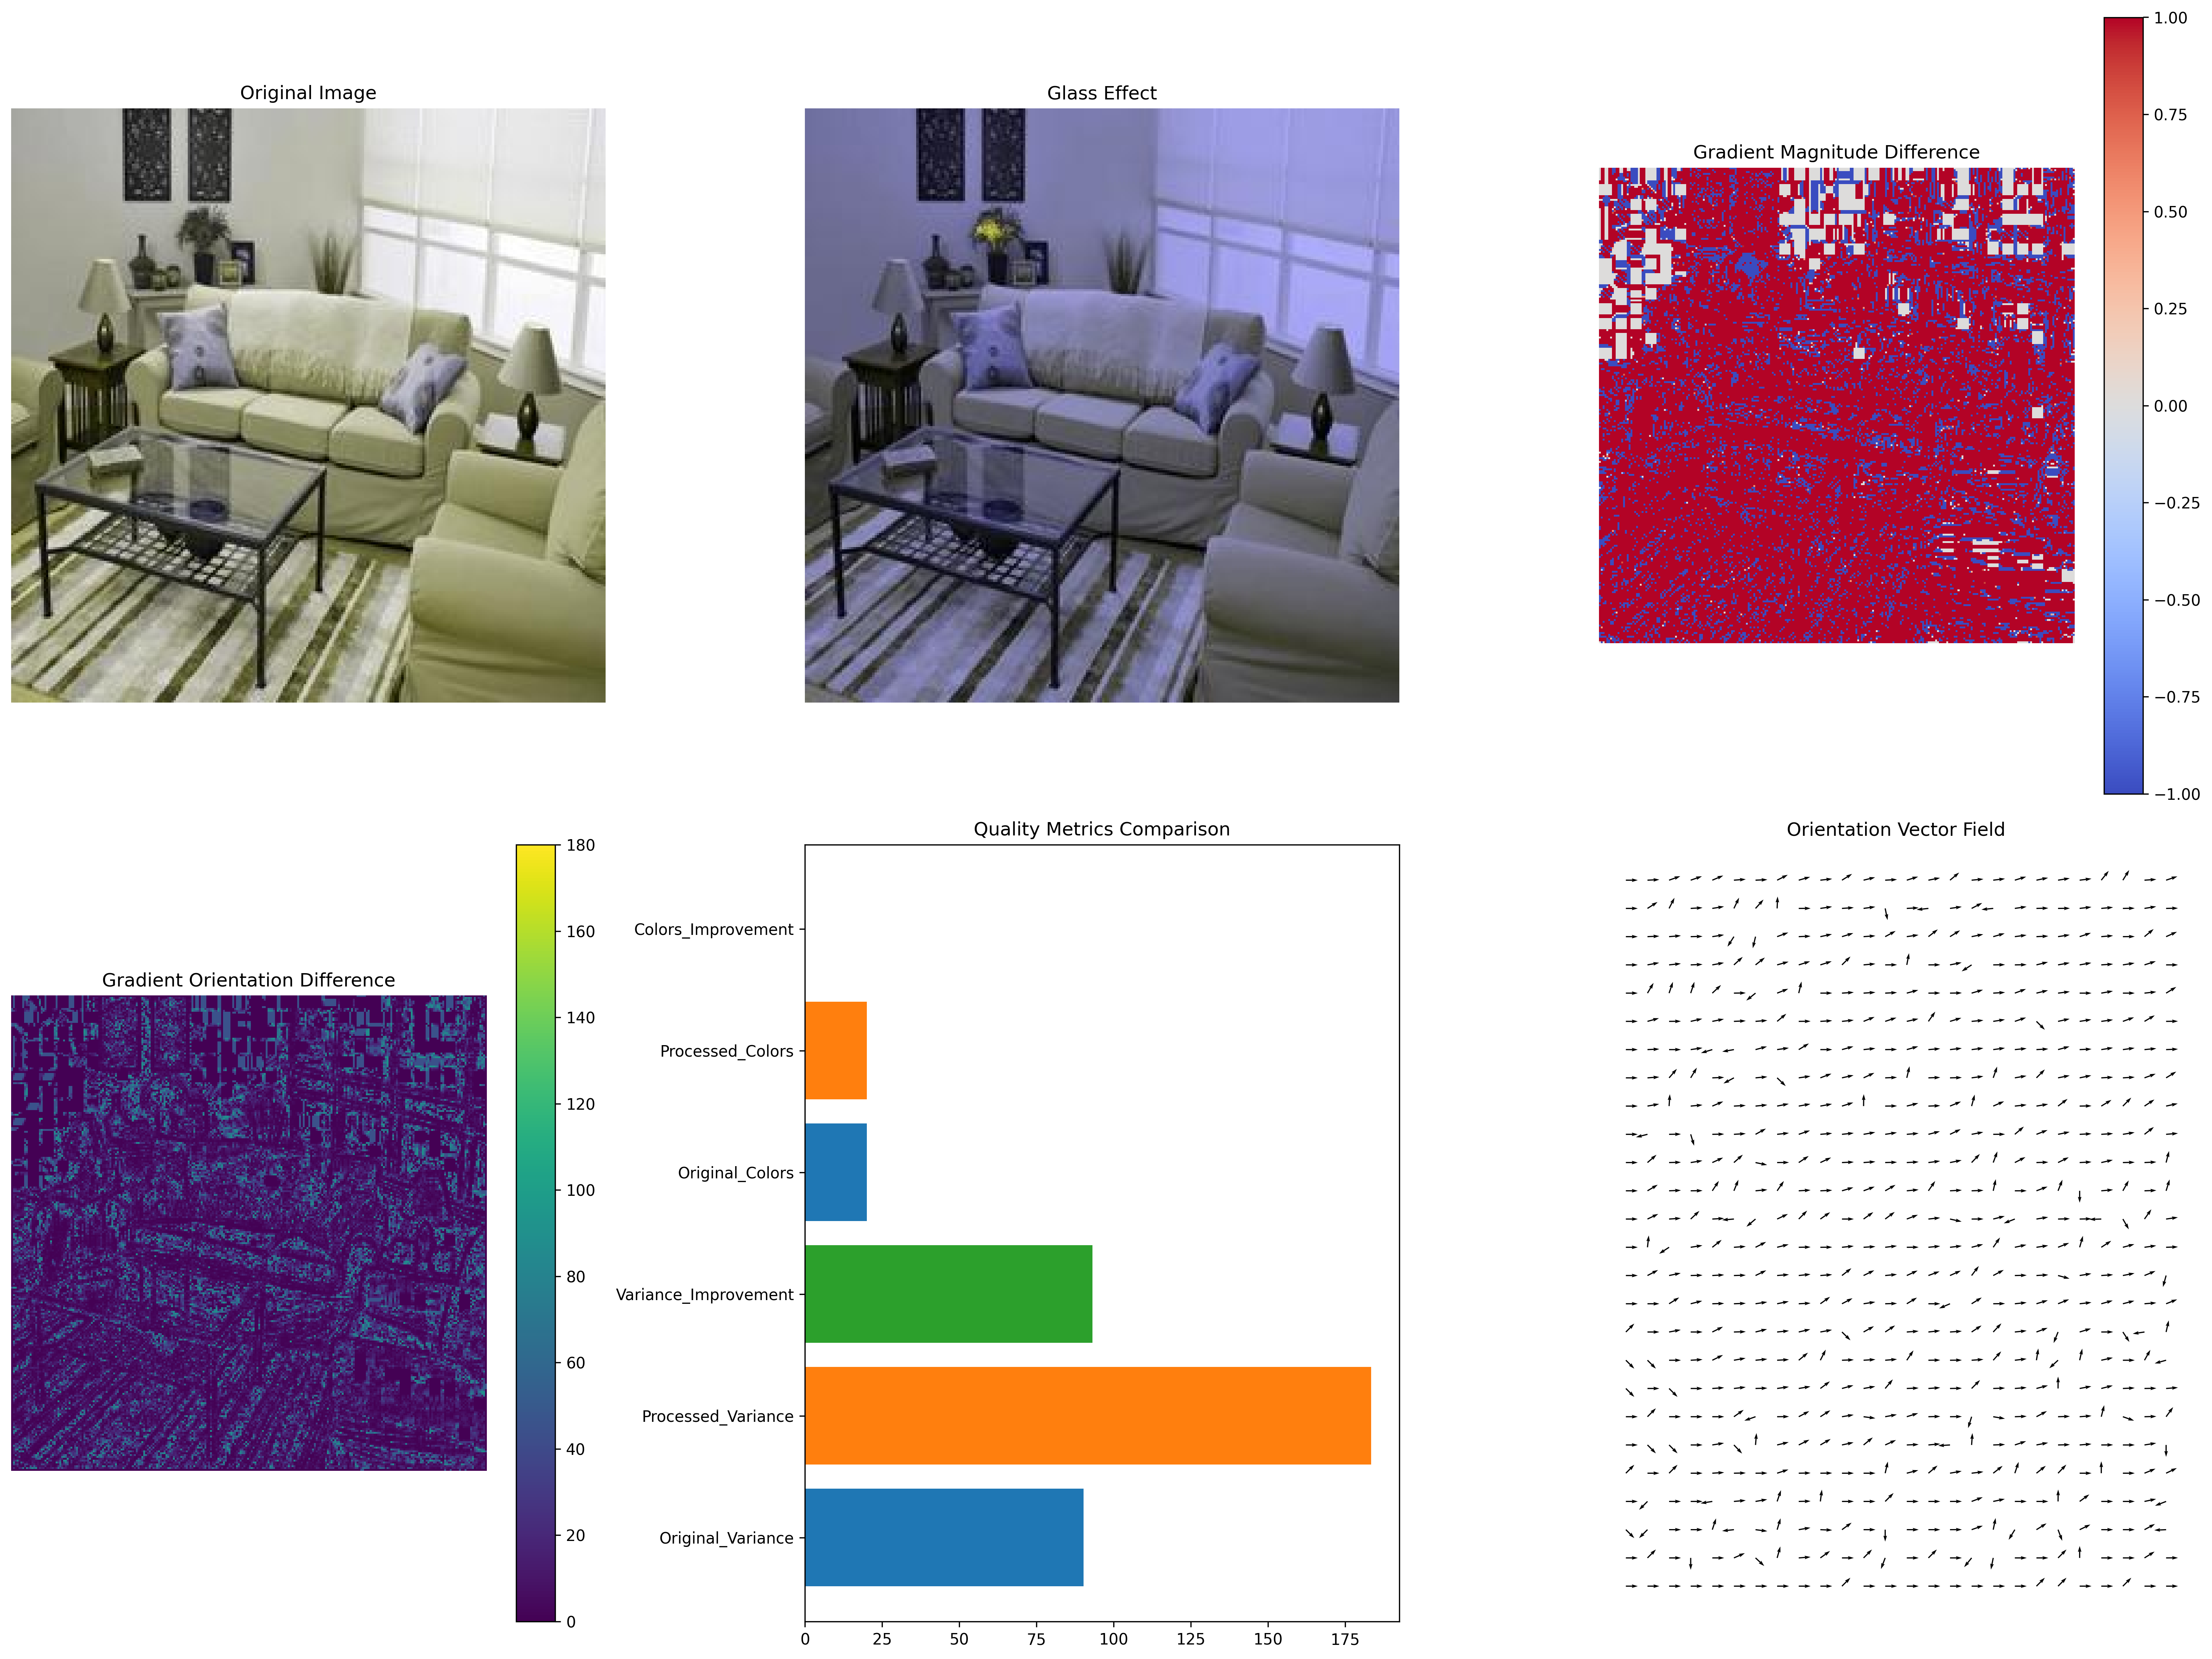 Original Image
Glass Effect
Gradient Magnitude Difference
1.00
0.75
0.50
0.25
0.00
−0.25
−0.50
−0.75
−1.00
Gradient Orientation Difference
180
160
140
120
100
80
60
40
20
0
Quality Metrics Comparison
Colors_Improvement
Processed_Colors
Original_Colors
Variance_Improvement
Processed_Variance
Original_Variance
0 25 50 75 100 125 150 175
Orientation Vector Field